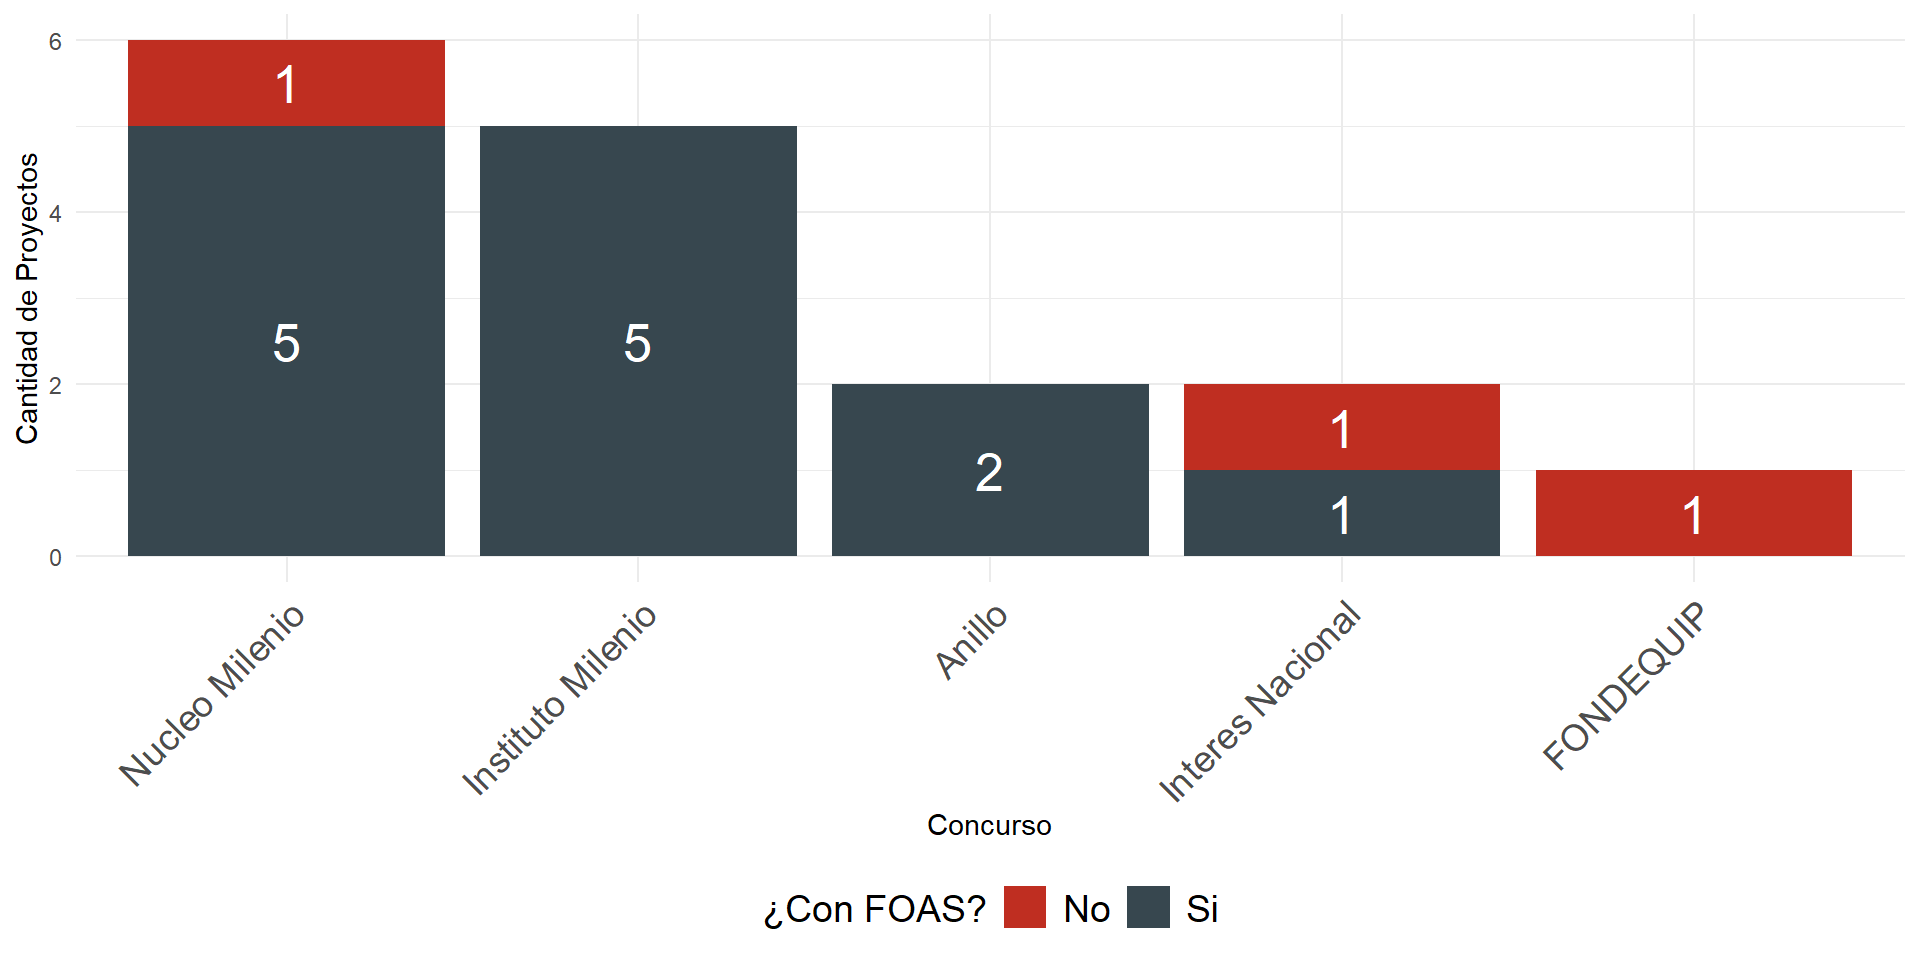 Cantidad de Proyectos
6
4
2
0
1
5
5
2
1
1
1
Nucleo Milenio
Instituto Milenio
Anillo
Interes Nacional
FONDEQUIP
Concurso
¿Con FOAS? No Si